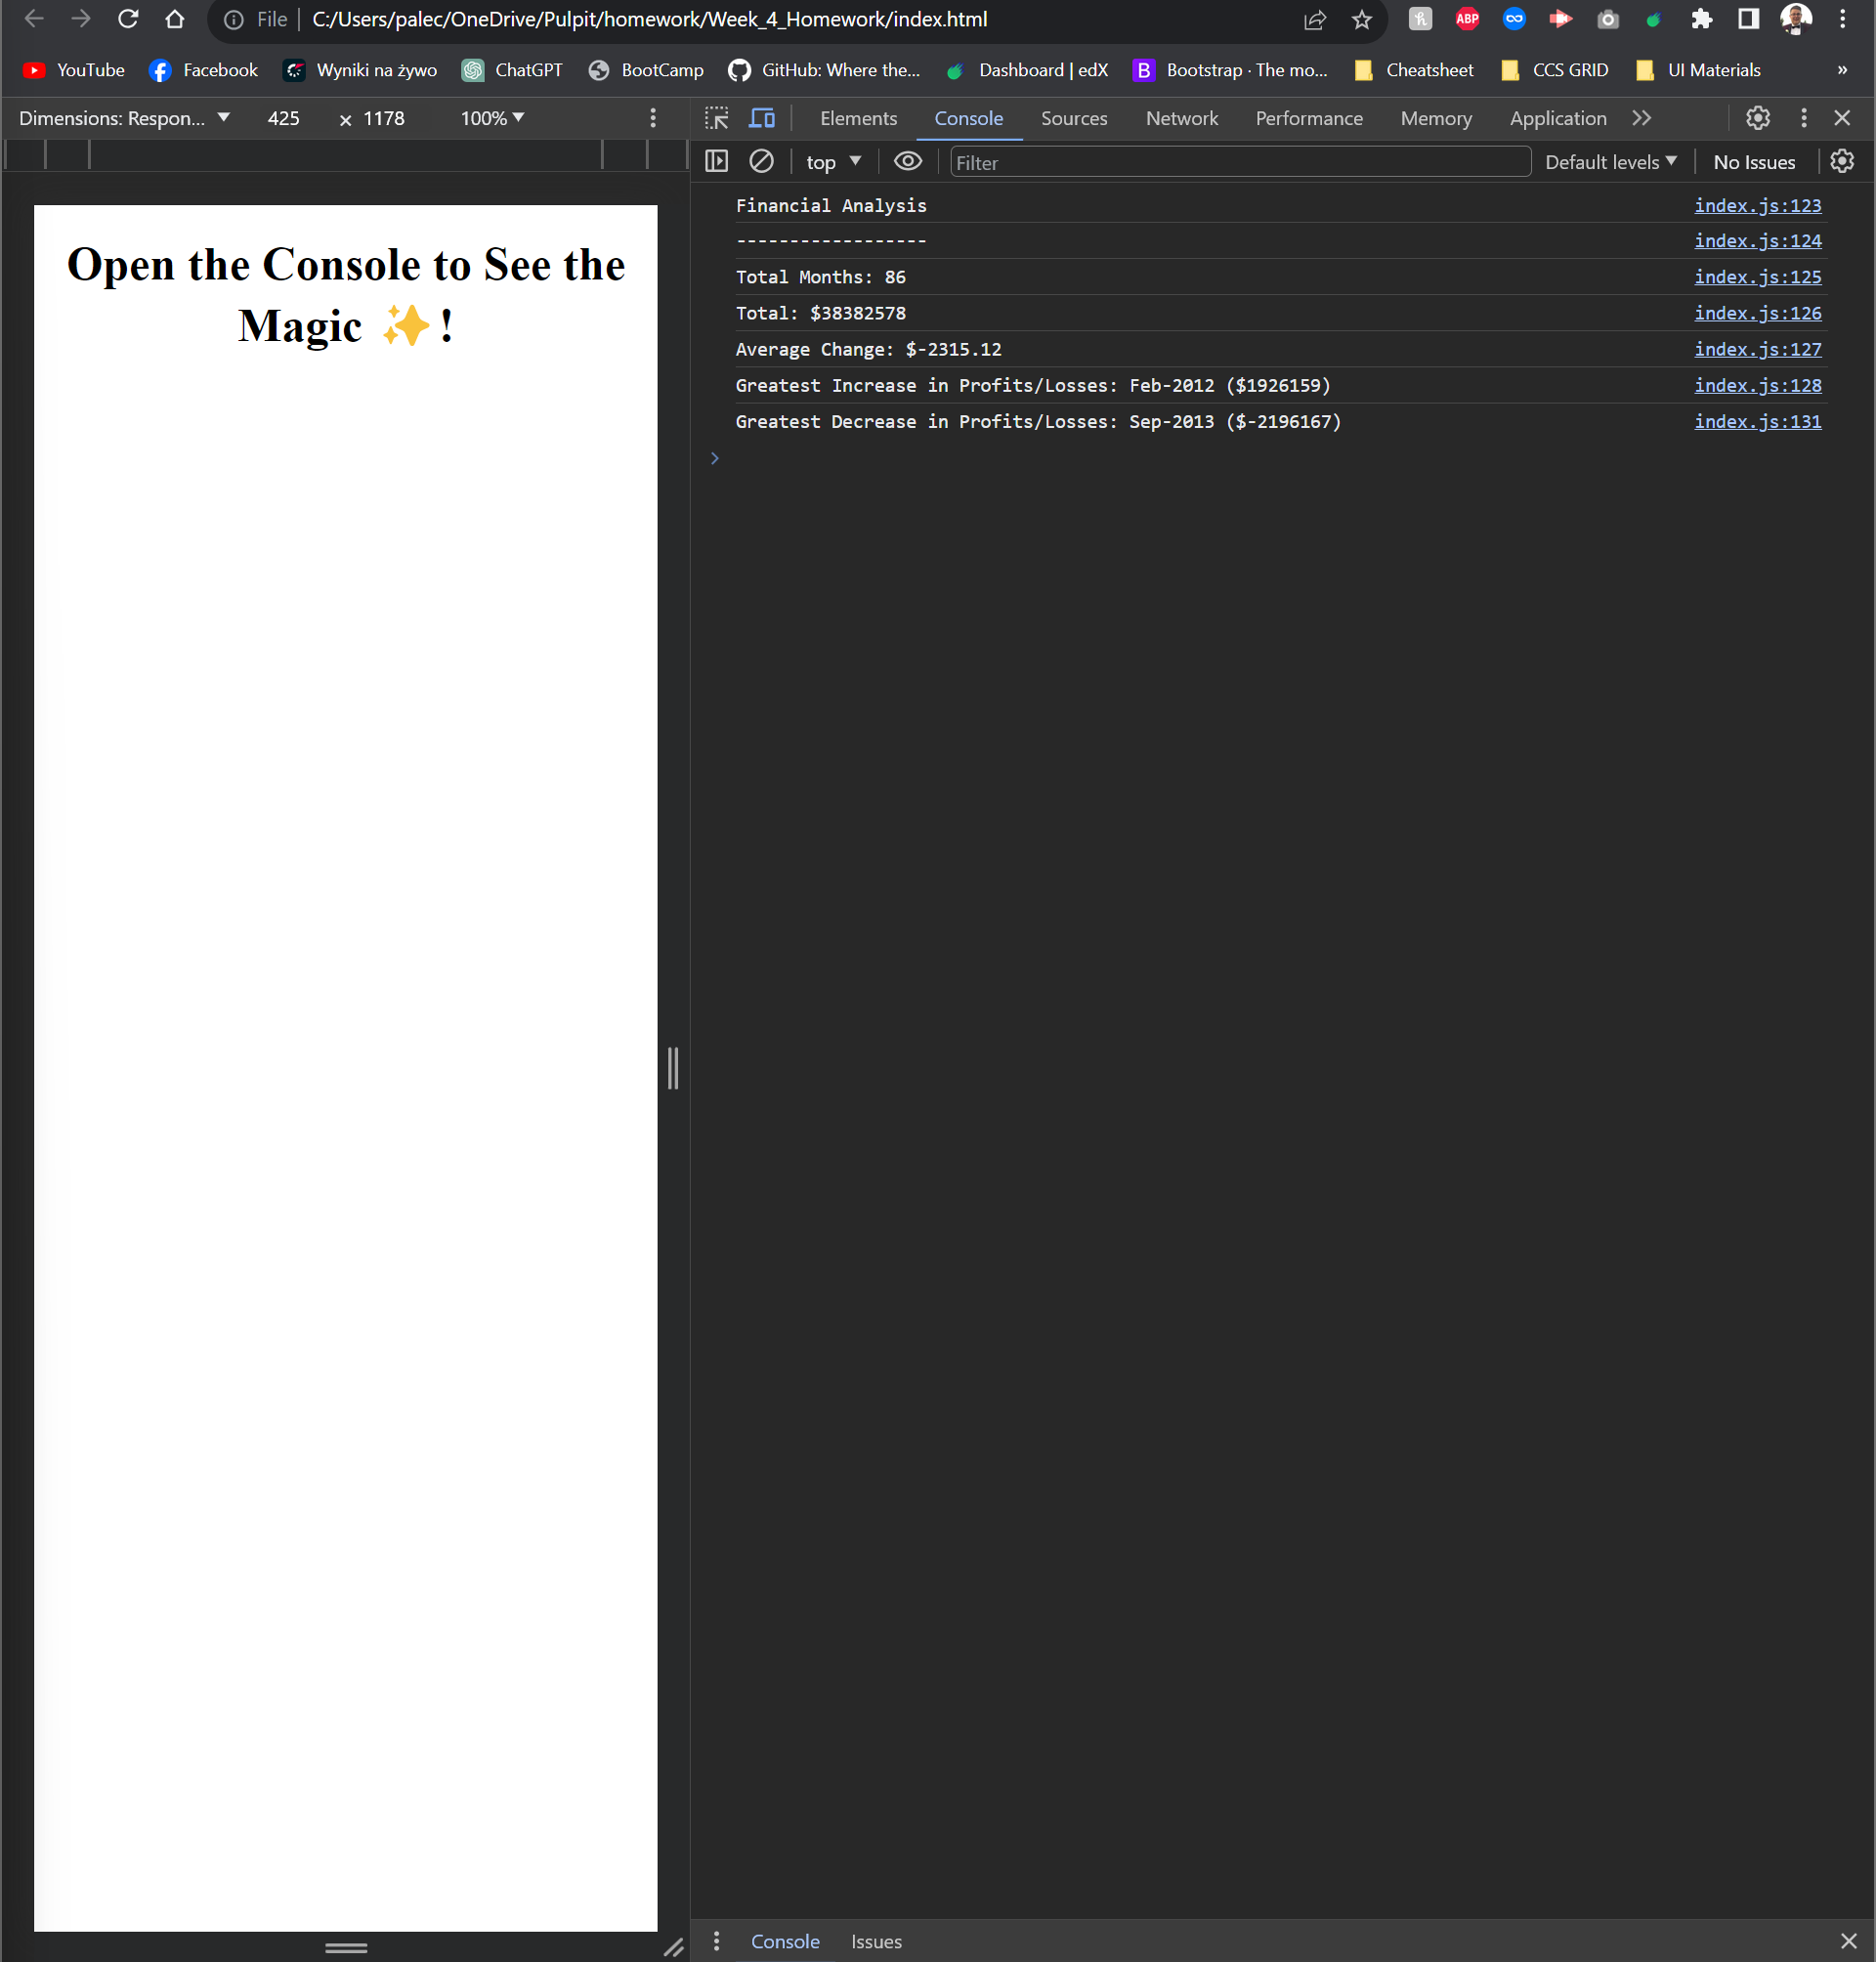 File | C:/Users/palec/OneDrive/Pulpit/homework/Week_4_Homework/index.html
ABP
YouTube Facebook Wyniki na żywo ChatGPT BootCamp GitHub: Where the... Dashboard | edX B Bootstrap · The mo... Cheatsheet CCS GRID UI Materials »
Dimensions: Respon... 425 × 1178 100%
Elements Console Sources Network Performance Memory Application
top Filter Default levels No Issues
Open the Console to See the
Magic ✨!
Financial Analysis index.js:123
------------------ index.js:124
Total Months: 86 index.js:125
Total: $38382578 index.js:126
Average Change: $-2315.12 index.js:127
Greatest Increase in Profits/Losses: Feb-2012 ($1926159) index.js:128
Greatest Decrease in Profits/Losses: Sep-2013 ($-2196167) index.js:131
Console Issues